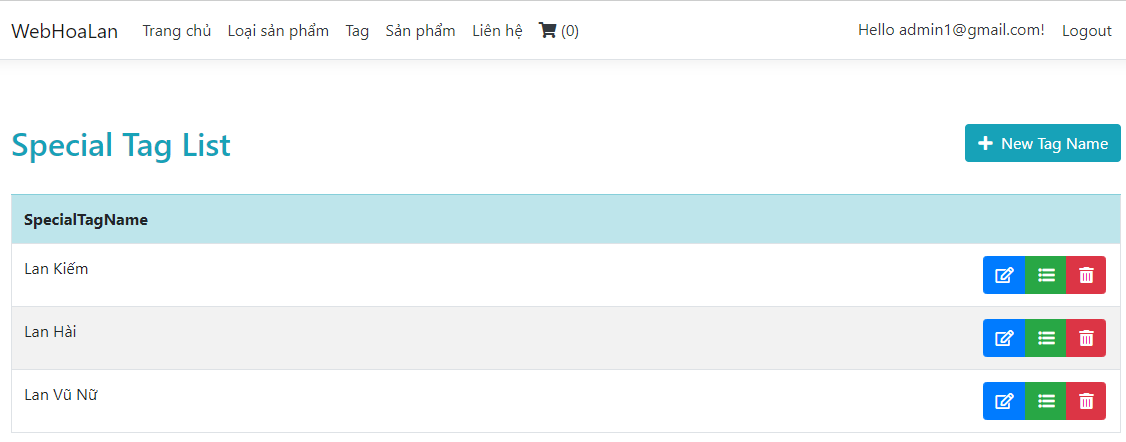 WebHoaLan Trang chủ Loại sản phẩm Tag Sản phẩm Liên hệ (0) Hello admin1@gmail.com! Logout
Special Tag List New Tag Name
SpecialTagName
Lan Kiếm
Lan Hài
Lan Vũ Nữ